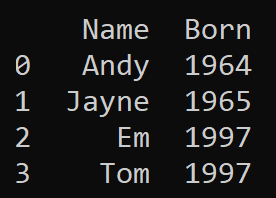 Name Born
0 Andy 1964
1 Jayne 1965
2 Em 1997
3 Tom 1997